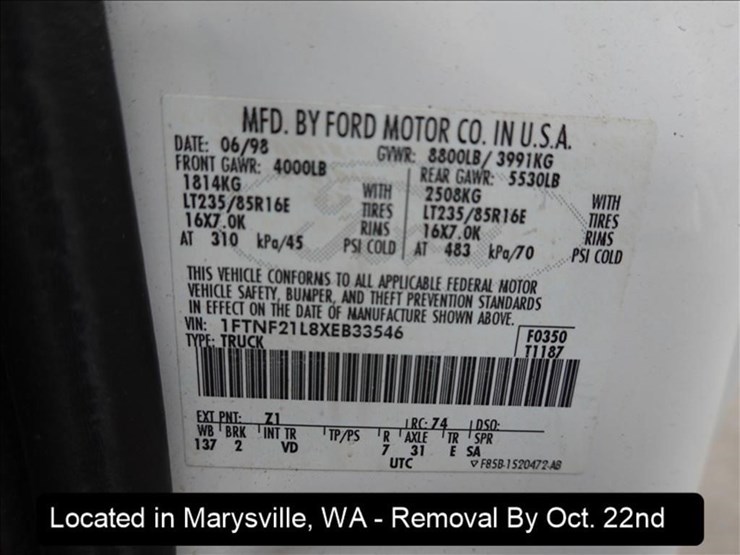 MFD. BY FORD MOTOR CO. IN U.S.A.
DATE: 06/98 GVWR: 8800LB/ 3991KG
FRONT GAWR: 4000LB REAR GAWR: 5530LB
1814KG WITH 2508KG WITH
LT235/85R16E TIRES LT235/85R16E TIRES
16X7.0K RIMS 16X7.0K RIMS
AT 310 kPa/45 PSI COLD AT 483 kPa/70 PSI COLD
THIS VEHICLE CONFORMS TO ALL APPLICABLE FEDERAL MOTOR
VEHICLE SAFETY, BUMPER, AND THEFT PREVENTION STANDARDS
IN EFFECT ON THE DATE OF MANUFACTURE SHOWN ABOVE.
VIN: 1FTNF21L8XEB33546 F0350
TYPE: TRUCK T1187
EXT PNT: Z1 RC: 74 DSO:
WB BRK INT TR TP/PS R AXLE TR SPR
137 2 VD 7 31 E SA
UTC F85B-1520472-AB
Located in Marysville, WA - Removal By Oct. 22nd